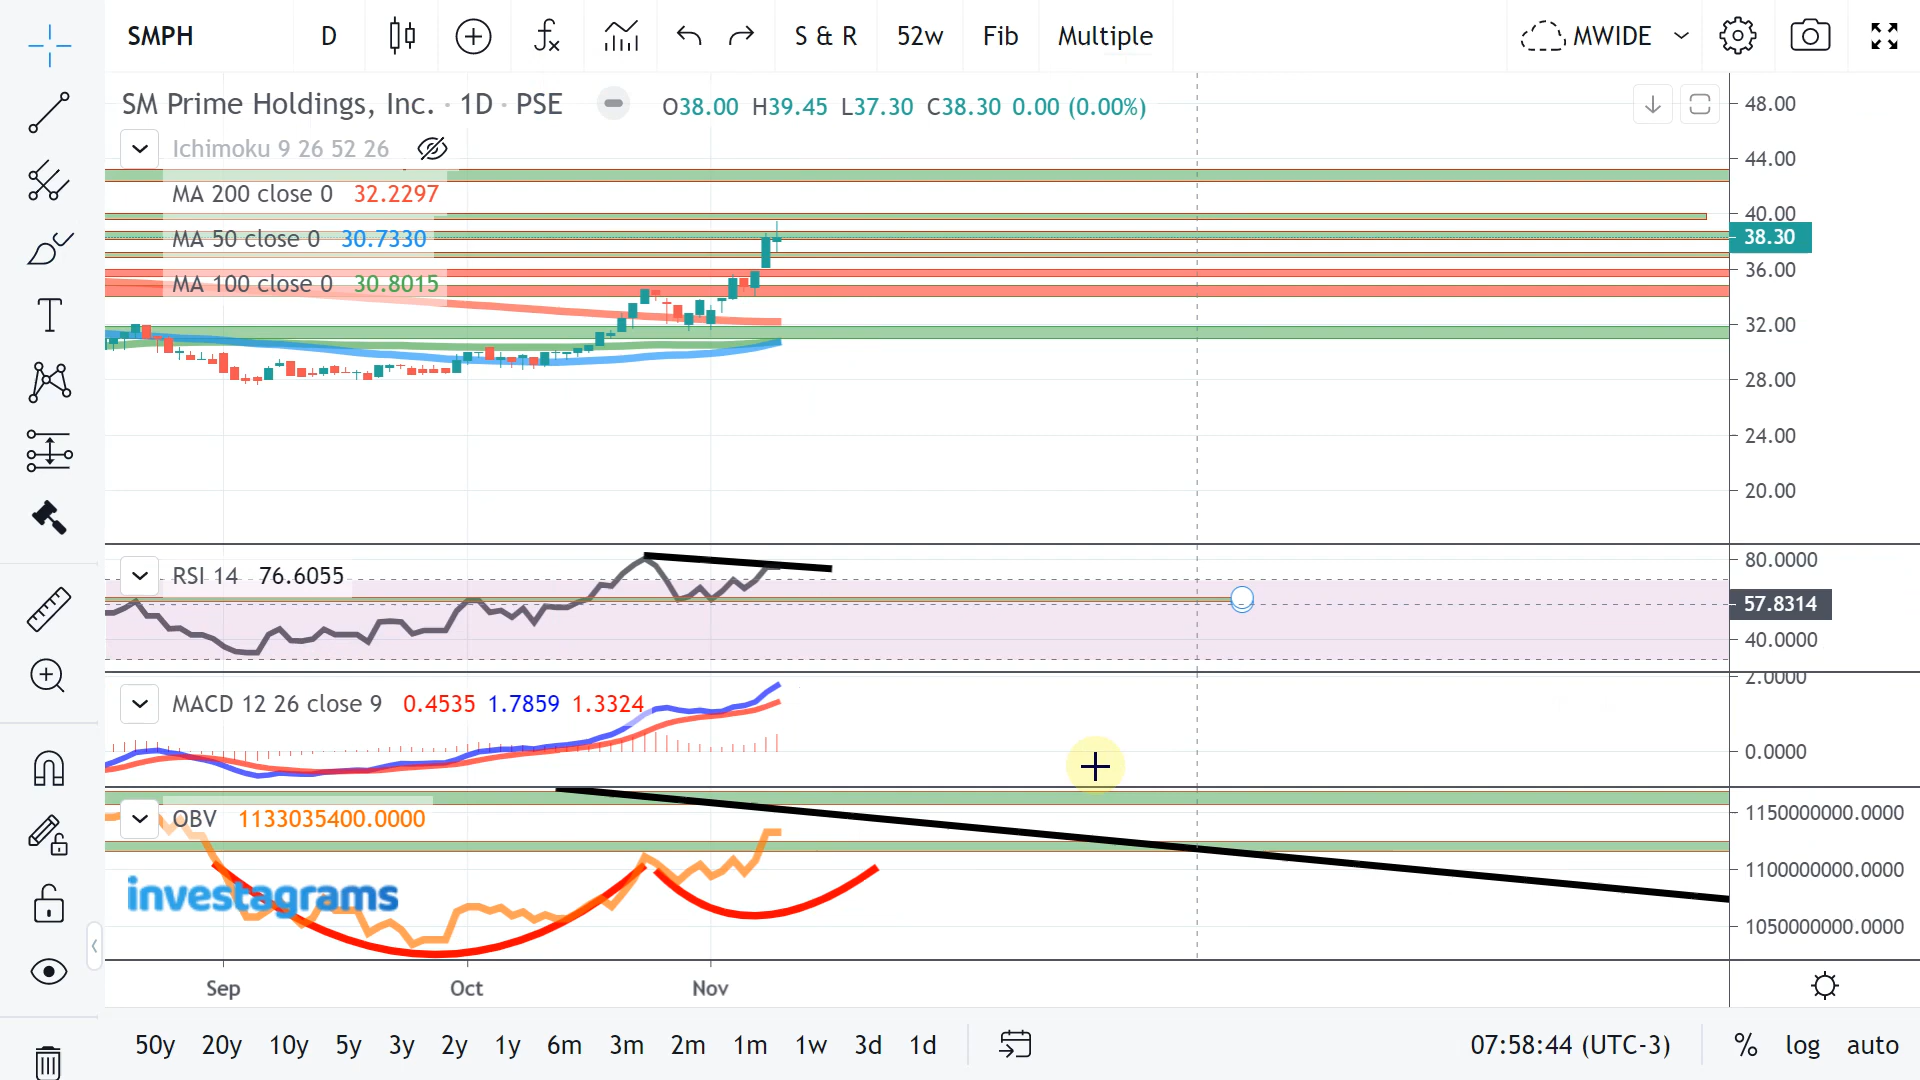 SMPH D S & R 52w Fib Multiple MWIDE
SM Prime Holdings, Inc. · 1D · PSE O38.00 H39.45 L37.30 C38.30 0.00 (0.00%)
Ichimoku 9 26 52 26
MA 200 close 0 32.2297
MA 50 close 0 30.7330
MA 100 close 0 30.8015
48.00
44.00
40.00
38.30
36.00
32.00
28.00
24.00
20.00
RSI 14 76.6055
80.0000
57.8314
40.0000
MACD 12 26 close 9 0.4535 1.7859 1.3324
2.0000
0.0000
OBV 1133035400.0000
1150000000.0000
1100000000.0000
1050000000.0000
investagrams
Sep Oct Nov
50y 20y 10y 5y 3y 2y 1y 6m 3m 2m 1m 1w 3d 1d 07:58:44 (UTC-3) % log auto